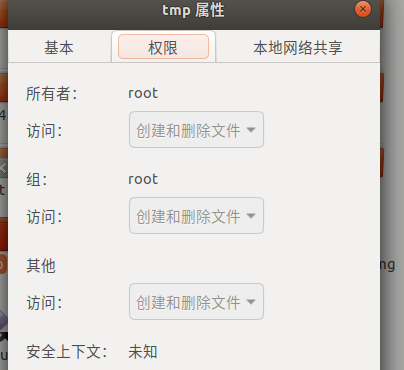 tmp 属性
基本 权限 本地网络共享
所有者： root
访问： 创建和删除文件
组： root
访问： 创建和删除文件
其他
访问： 创建和删除文件
安全上下文： 未知